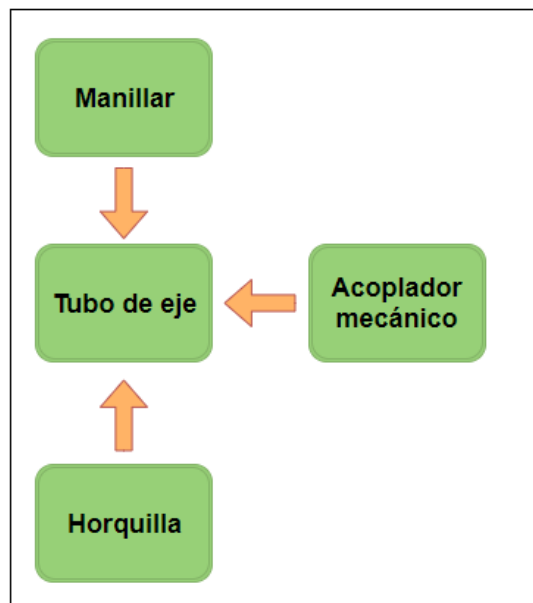 Manillar
Tubo de eje
Acoplador
mecánico
Horquilla